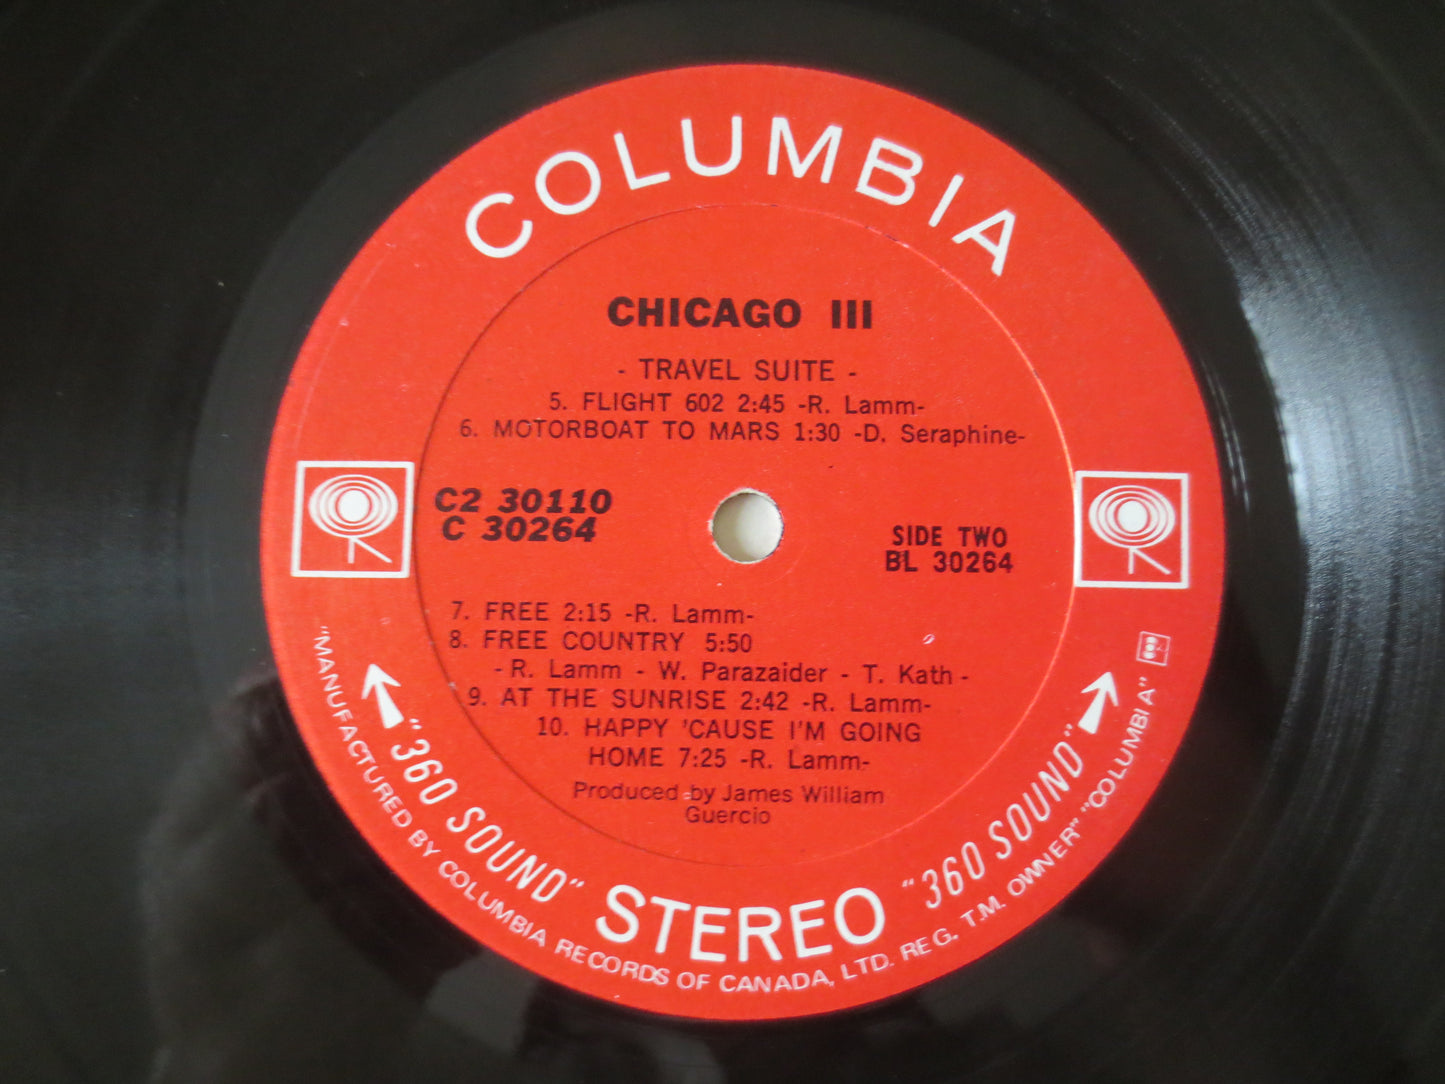 COLUMBIA
CHICAGO III
- TRAVEL SUITE -
5. FLIGHT 602 2:45 -R. Lamm-
6. MOTORBOAT TO MARS 1:30 -D. Seraphine-
C2 30110
C 30264
SIDE TWO
BL 30264
7. FREE 2:15 -R. Lamm-
8. FREE COUNTRY 5:50
- R. Lamm - W. Parazaider - T. Kath -
9. AT THE SUNRISE 2:42 -R. Lamm-
10. HAPPY 'CAUSE I'M GOING
HOME 7:25 -R. Lamm-
Produced by James William
Guercio
"360 SOUND" STEREO "360 SOUND"
"MANUFACTURED BY COLUMBIA RECORDS OF CANADA, LTD. REG. T.M. OWNER" "COLUMBIA"